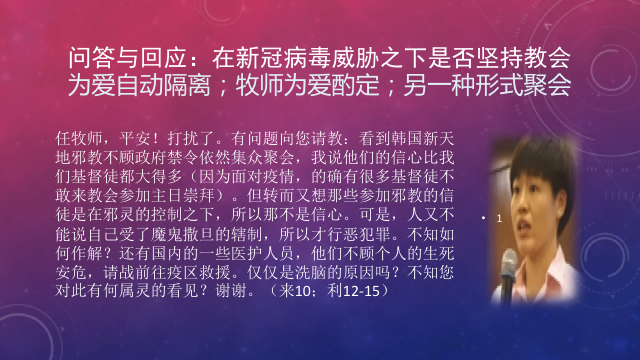 问答与回应：在新冠病毒威胁之下是否坚持教会
为爱自动隔离；牧师为爱酌定；另一种形式聚会
任牧师，平安！打扰了。有问题向您请教：看到韩国新天
地邪教不顾政府禁令依然集众聚会，我说他们的信心比我
们基督徒都大得多（因为面对疫情，的确有很多基督徒不
敢来教会参加主日崇拜）。但转而又想那些参加邪教的信
徒是在邪灵的控制之下，所以那不是信心。可是，人又不
能说自己受了魔鬼撒旦的辖制，所以才行恶犯罪。不知如
何作解？还有国内的一些医护人员，他们不顾个人的生死
安危，请战前往疫区救援。仅仅是洗脑的原因吗？不知您
对此有何属灵的看见？谢谢。（来10；利12-15）
• 1